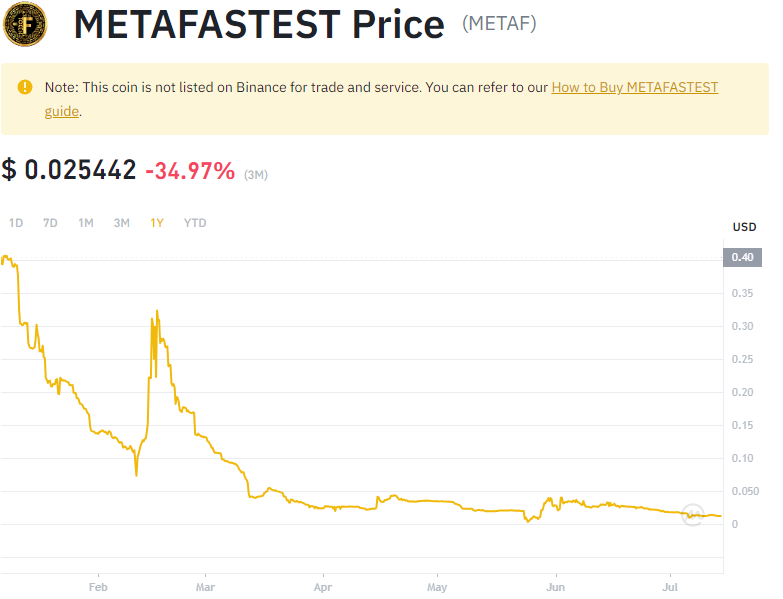 METAFASTEST Price (METAF)
Note: This coin is not listed on Binance for trade and service. You can refer to our How to Buy METAFASTEST
guide.
$ 0.025442 -34.97% (3M)
1D 7D 1M 3M 1Y YTD
USD
0.40
0.35
0.30
0.25
0.20
0.15
0.10
0.050
0
Feb Mar Apr May Jun Jul